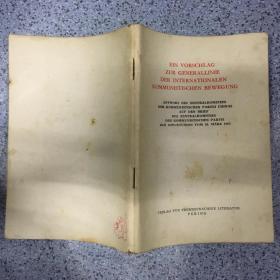 EIN VORSCHLAG
ZUR GENERALLINIE
DER INTERNATIONALEN
KOMMUNISTISCHEN BEWEGUNG
ANTWORT DES ZENTRALKOMITEES
DER KOMMUNISTISCHEN PARTEI CHINAS
AUF DEN BRIEF
DES ZENTRALKOMITEES
DER KOMMUNISTISCHEN PARTEI
DER SOWJETUNION VOM 30. MÄRZ 1963
VERLAG FÜR FREMDSPRACHIGE LITERATUR
PEKING